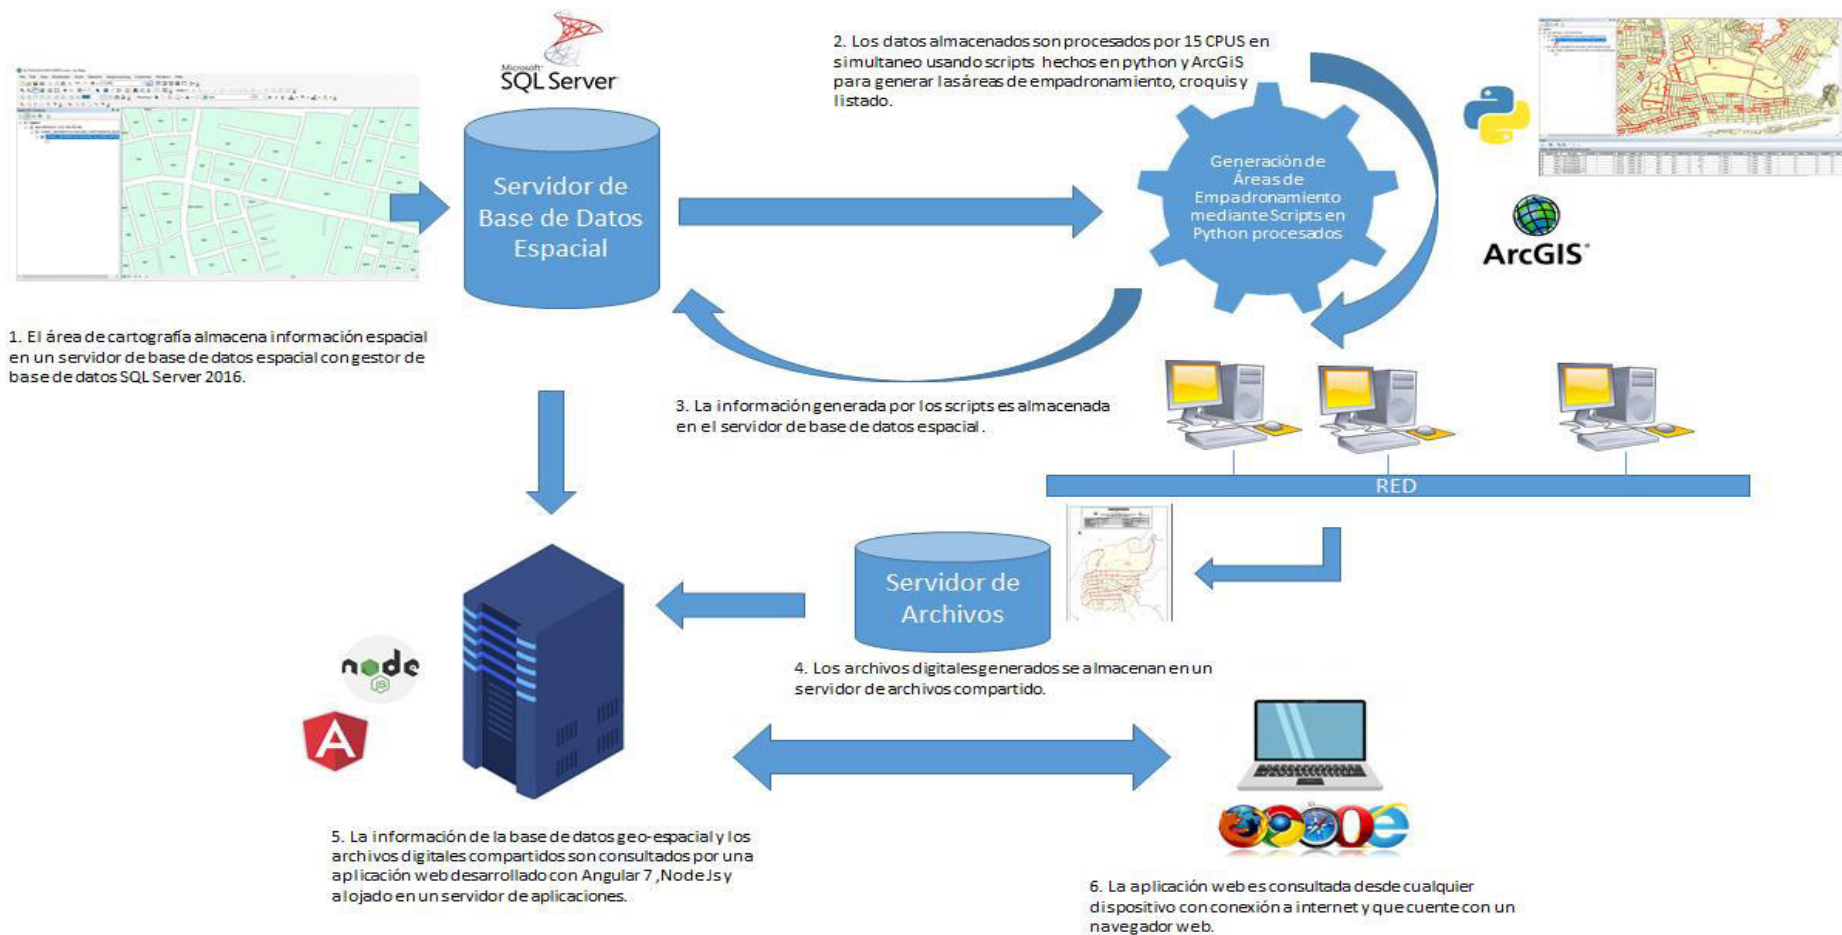 Microsoft
SQL Server
2. Los datos almacenados son procesados por 15 CPUS en
simultaneo usando scripts hechos en python y ArcGiS
para generar lasáreas de empadronamiento, croquis y
listado.
Servidor de
Base de Datos
Espacial
Generación de
Áreas de
Empadronamiento
mediante Scripts en
Python procesados
ArcGIS®
1. El área de cartografía almacena información espacial
en un servidor de base de datos espacial con gestor de
base de datos SQL Server 2016.
3. La información generada por los scripts es almacenada
en el servidor de base de datos espacial.
RED
Servidor de
Archivos
4. Los archivos digitales generados se almacenan en un
servidor de archivos compartido.
node
JS
A
5. La información de la base de datos geo-espacial y los
archivos digitales compartidos son consultados por una
aplicación web desarrollado con Angular 7 ,Node Js y
alojado en un servidor de aplicaciones.
6. La aplicación web es consultada desde cualquier
dispositivo con conexión a internet y que cuente con un
navegador web.